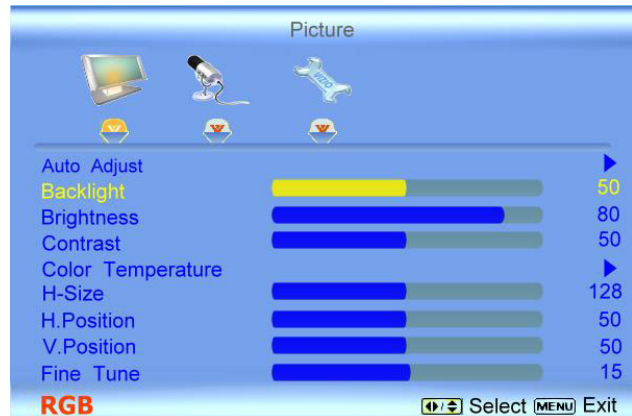 Picture
VIZIO
Auto Adjust
Backlight 50
Brightness 80
Contrast 50
Color Temperature
H-Size 128
H.Position 50
V.Position 50
Fine Tune 15
RGB Select MENU Exit